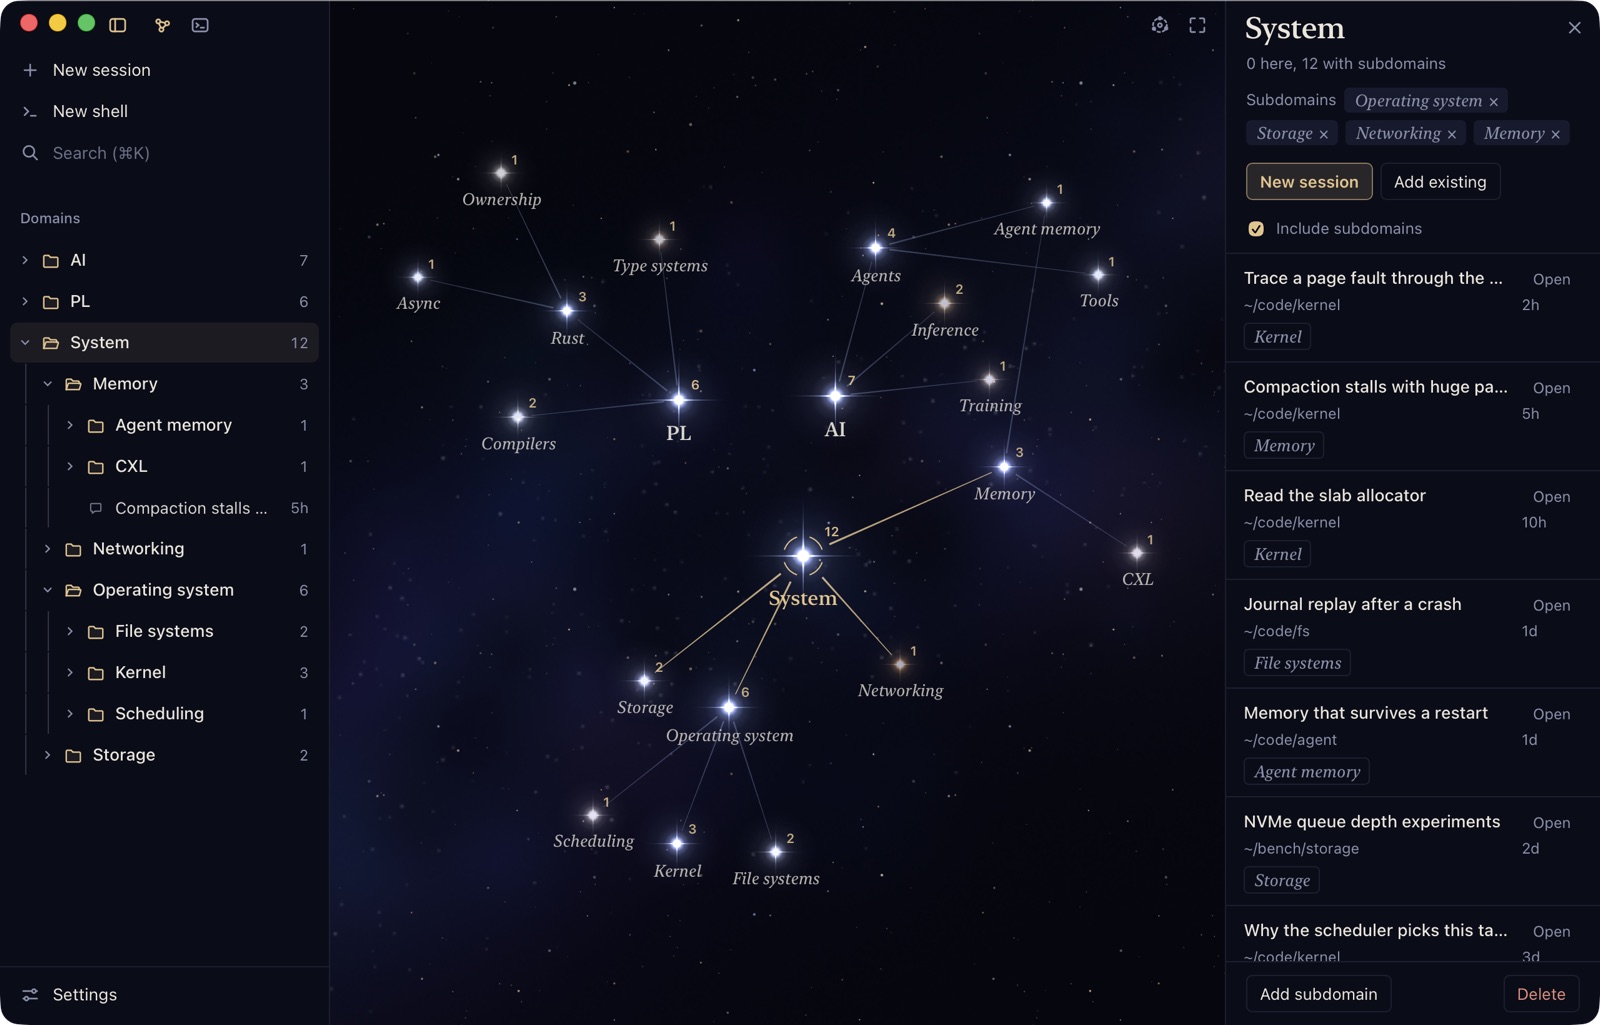 New session
New shell
Search (⌘K)
Domains
AI 7
PL 6
System 12
Memory 3
Agent memory 1
CXL 1
Compaction stalls ... 5h
Networking 1
Operating system 6
File systems 2
Kernel 3
Scheduling 1
Storage 2
Settings
1
Ownership
1
Type systems
1
Async
3
Rust
2
Compilers
6
PL
4
Agents
1
Agent memory
1
Tools
2
Inference
7
AI
1
Training
3
Memory
1
CXL
12
System
2
Storage
6
Operating system
1
Networking
1
Scheduling
3
Kernel
2
File systems
System
0 here, 12 with subdomains
Subdomains Operating system ×
Storage × Networking × Memory ×
New session Add existing
Include subdomains
Trace a page fault through the ... Open
~/code/kernel 2h
Kernel
Compaction stalls with huge pa... Open
~/code/kernel 5h
Memory
Read the slab allocator Open
~/code/kernel 10h
Kernel
Journal replay after a crash Open
~/code/fs 1d
File systems
Memory that survives a restart Open
~/code/agent 1d
Agent memory
NVMe queue depth experiments Open
~/bench/storage 2d
Storage
Why the scheduler picks this ta... Open
~/code/kernel 3d
Add subdomain Delete